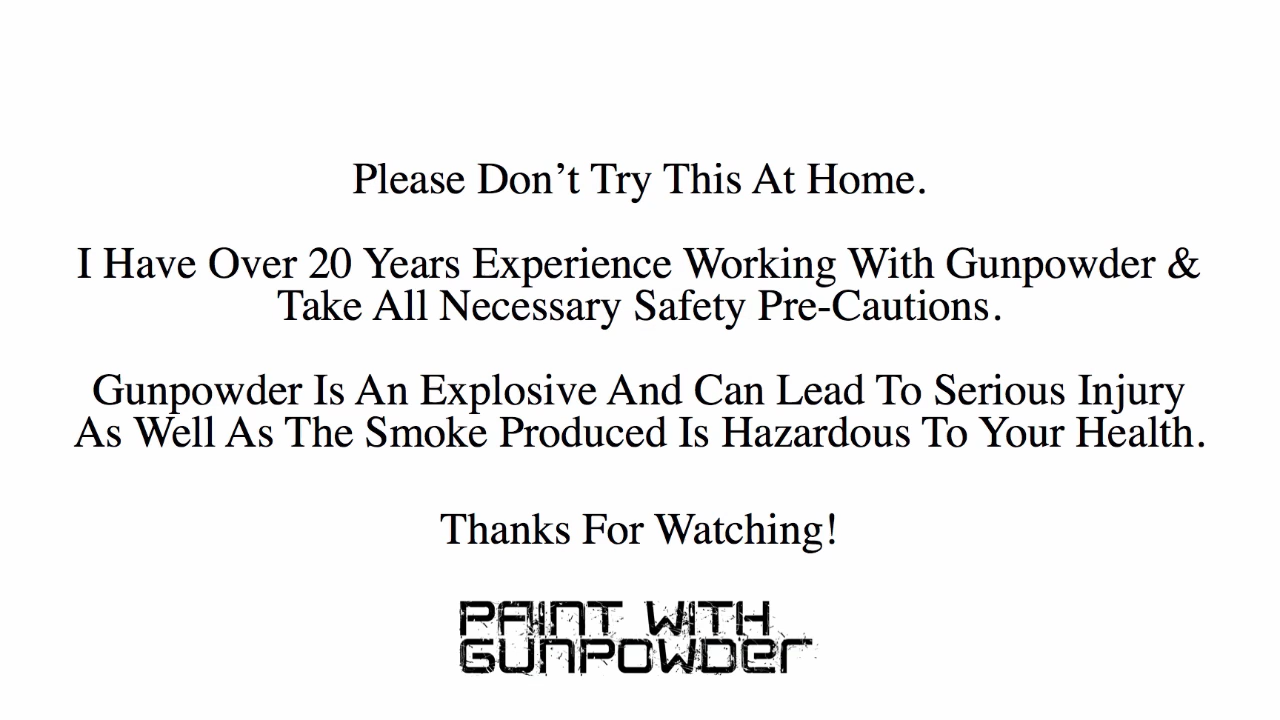 Please Don’t Try This At Home.
I Have Over 20 Years Experience Working With Gunpowder &
Take All Necessary Safety Pre-Cautions.
Gunpowder Is An Explosive And Can Lead To Serious Injury
As Well As The Smoke Produced Is Hazardous To Your Health.
Thanks For Watching!
PAINT WITH
GUNPOWDER